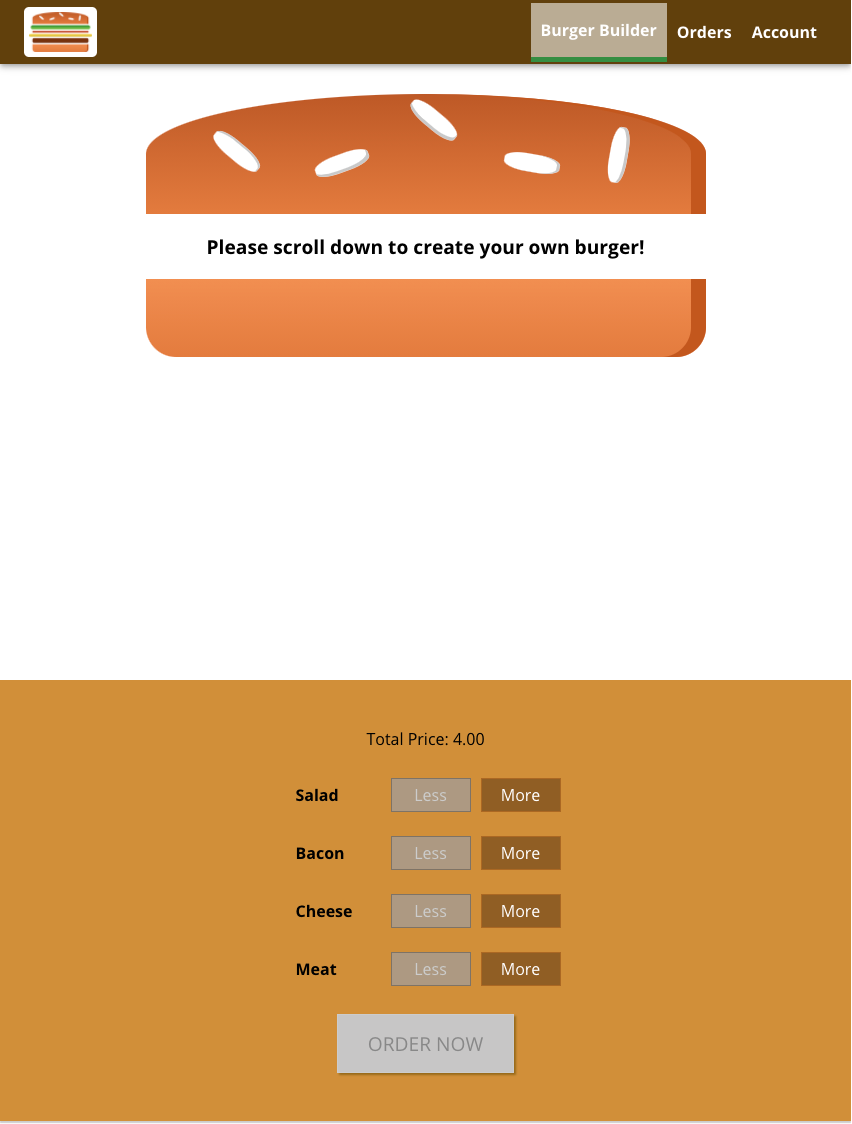 Burger Builder Orders Account
Please scroll down to create your own burger!
Total Price: 4.00
Salad Less More
Bacon Less More
Cheese Less More
Meat Less More
ORDER NOW